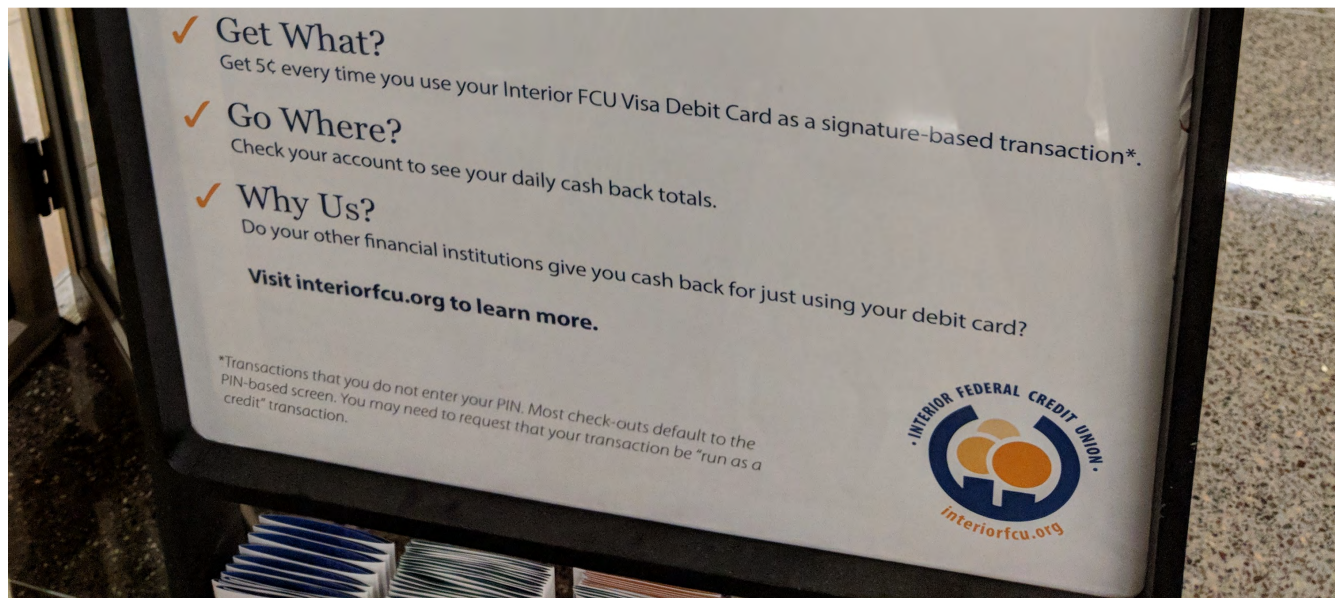 ✓ Get What?
Get 5¢ every time you use your Interior FCU Visa Debit Card as a signature-based transaction*.
✓ Go Where?
Check your account to see your daily cash back totals.
✓ Why Us?
Do your other financial institutions give you cash back for just using your debit card?
Visit interiorfcu.org to learn more.
*Transactions that you do not enter your PIN. Most check-outs default to the
PIN-based screen. You may need to request that your transaction be "run as a
credit" transaction.
· INTERIOR FEDERAL CREDIT UNION ·
interiorfcu.org